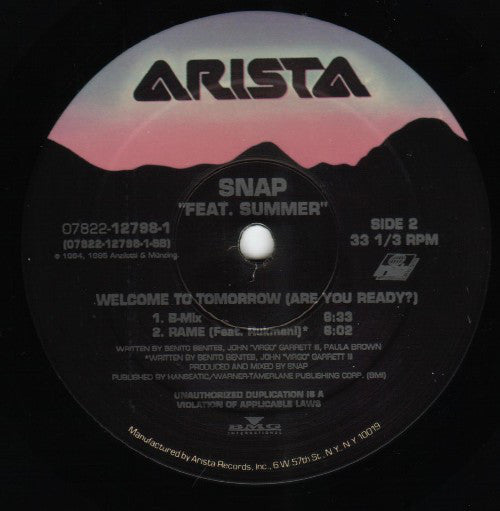 ARISTA
SNAP
"FEAT. SUMMER"
07822-12798-1
(07822-12798-1-SB)
℗ 1994, 1995 Anzilotti & Münzing.
SIDE 2
33 1/3 RPM
WELCOME TO TOMORROW (ARE YOU READY?)
1. B-Mix 6:33
2. RAME (Feat. Rukmani)* 8:02
WRITTEN BY BENITO BENITES, JOHN "VIRGO" GARRETT III, PAULA BROWN
*WRITTEN BY BENITO BENITES, JOHN "VIRGO" GARRETT III
PRODUCED AND MIXED BY SNAP
PUBLISHED BY HANSEATIC/WARNER-TAMERLANE PUBLISHING CORP. (BMI)
UNAUTHORIZED DUPLICATION IS A
VIOLATION OF APPLICABLE LAWS
BMG
INTERNATIONAL
Manufactured by Arista Records, Inc., 6 W. 57th St., N.Y., N.Y. 10019